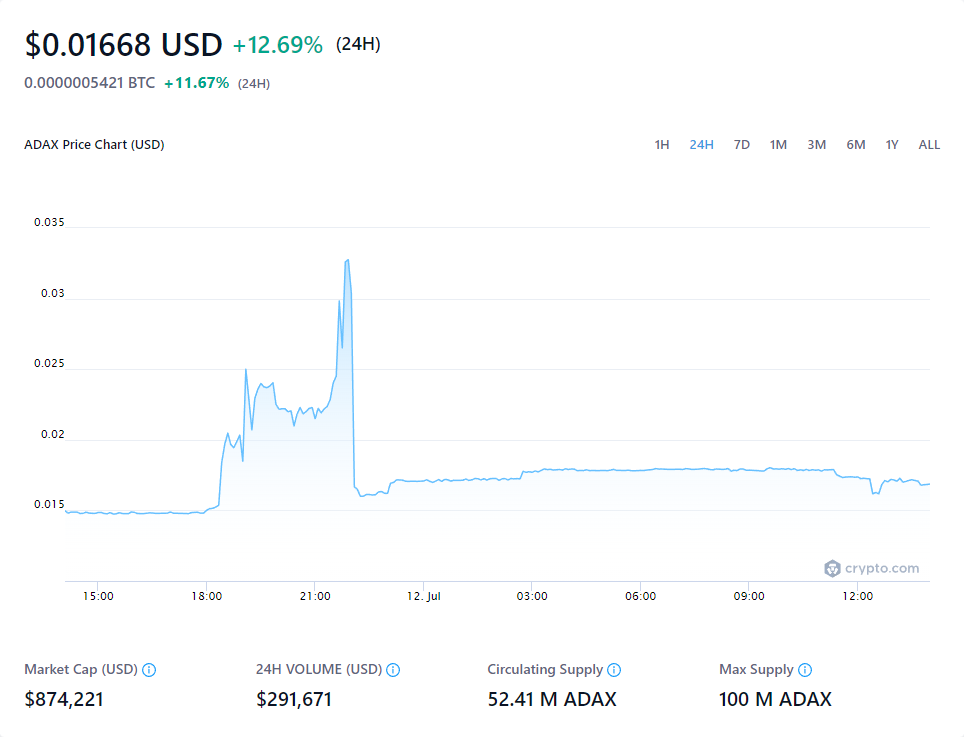 $0.01668 USD +12.69% (24H)
0.0000005421 BTC +11.67% (24H)
ADAX Price Chart (USD) 1H 24H 7D 1M 3M 6M 1Y ALL
0.035
0.03
0.025
0.02
0.015
crypto.com
15:00 18:00 21:00 12. Jul 03:00 06:00 09:00 12:00
Market Cap (USD) 24H VOLUME (USD) Circulating Supply Max Supply
$874,221 $291,671 52.41 M ADAX 100 M ADAX